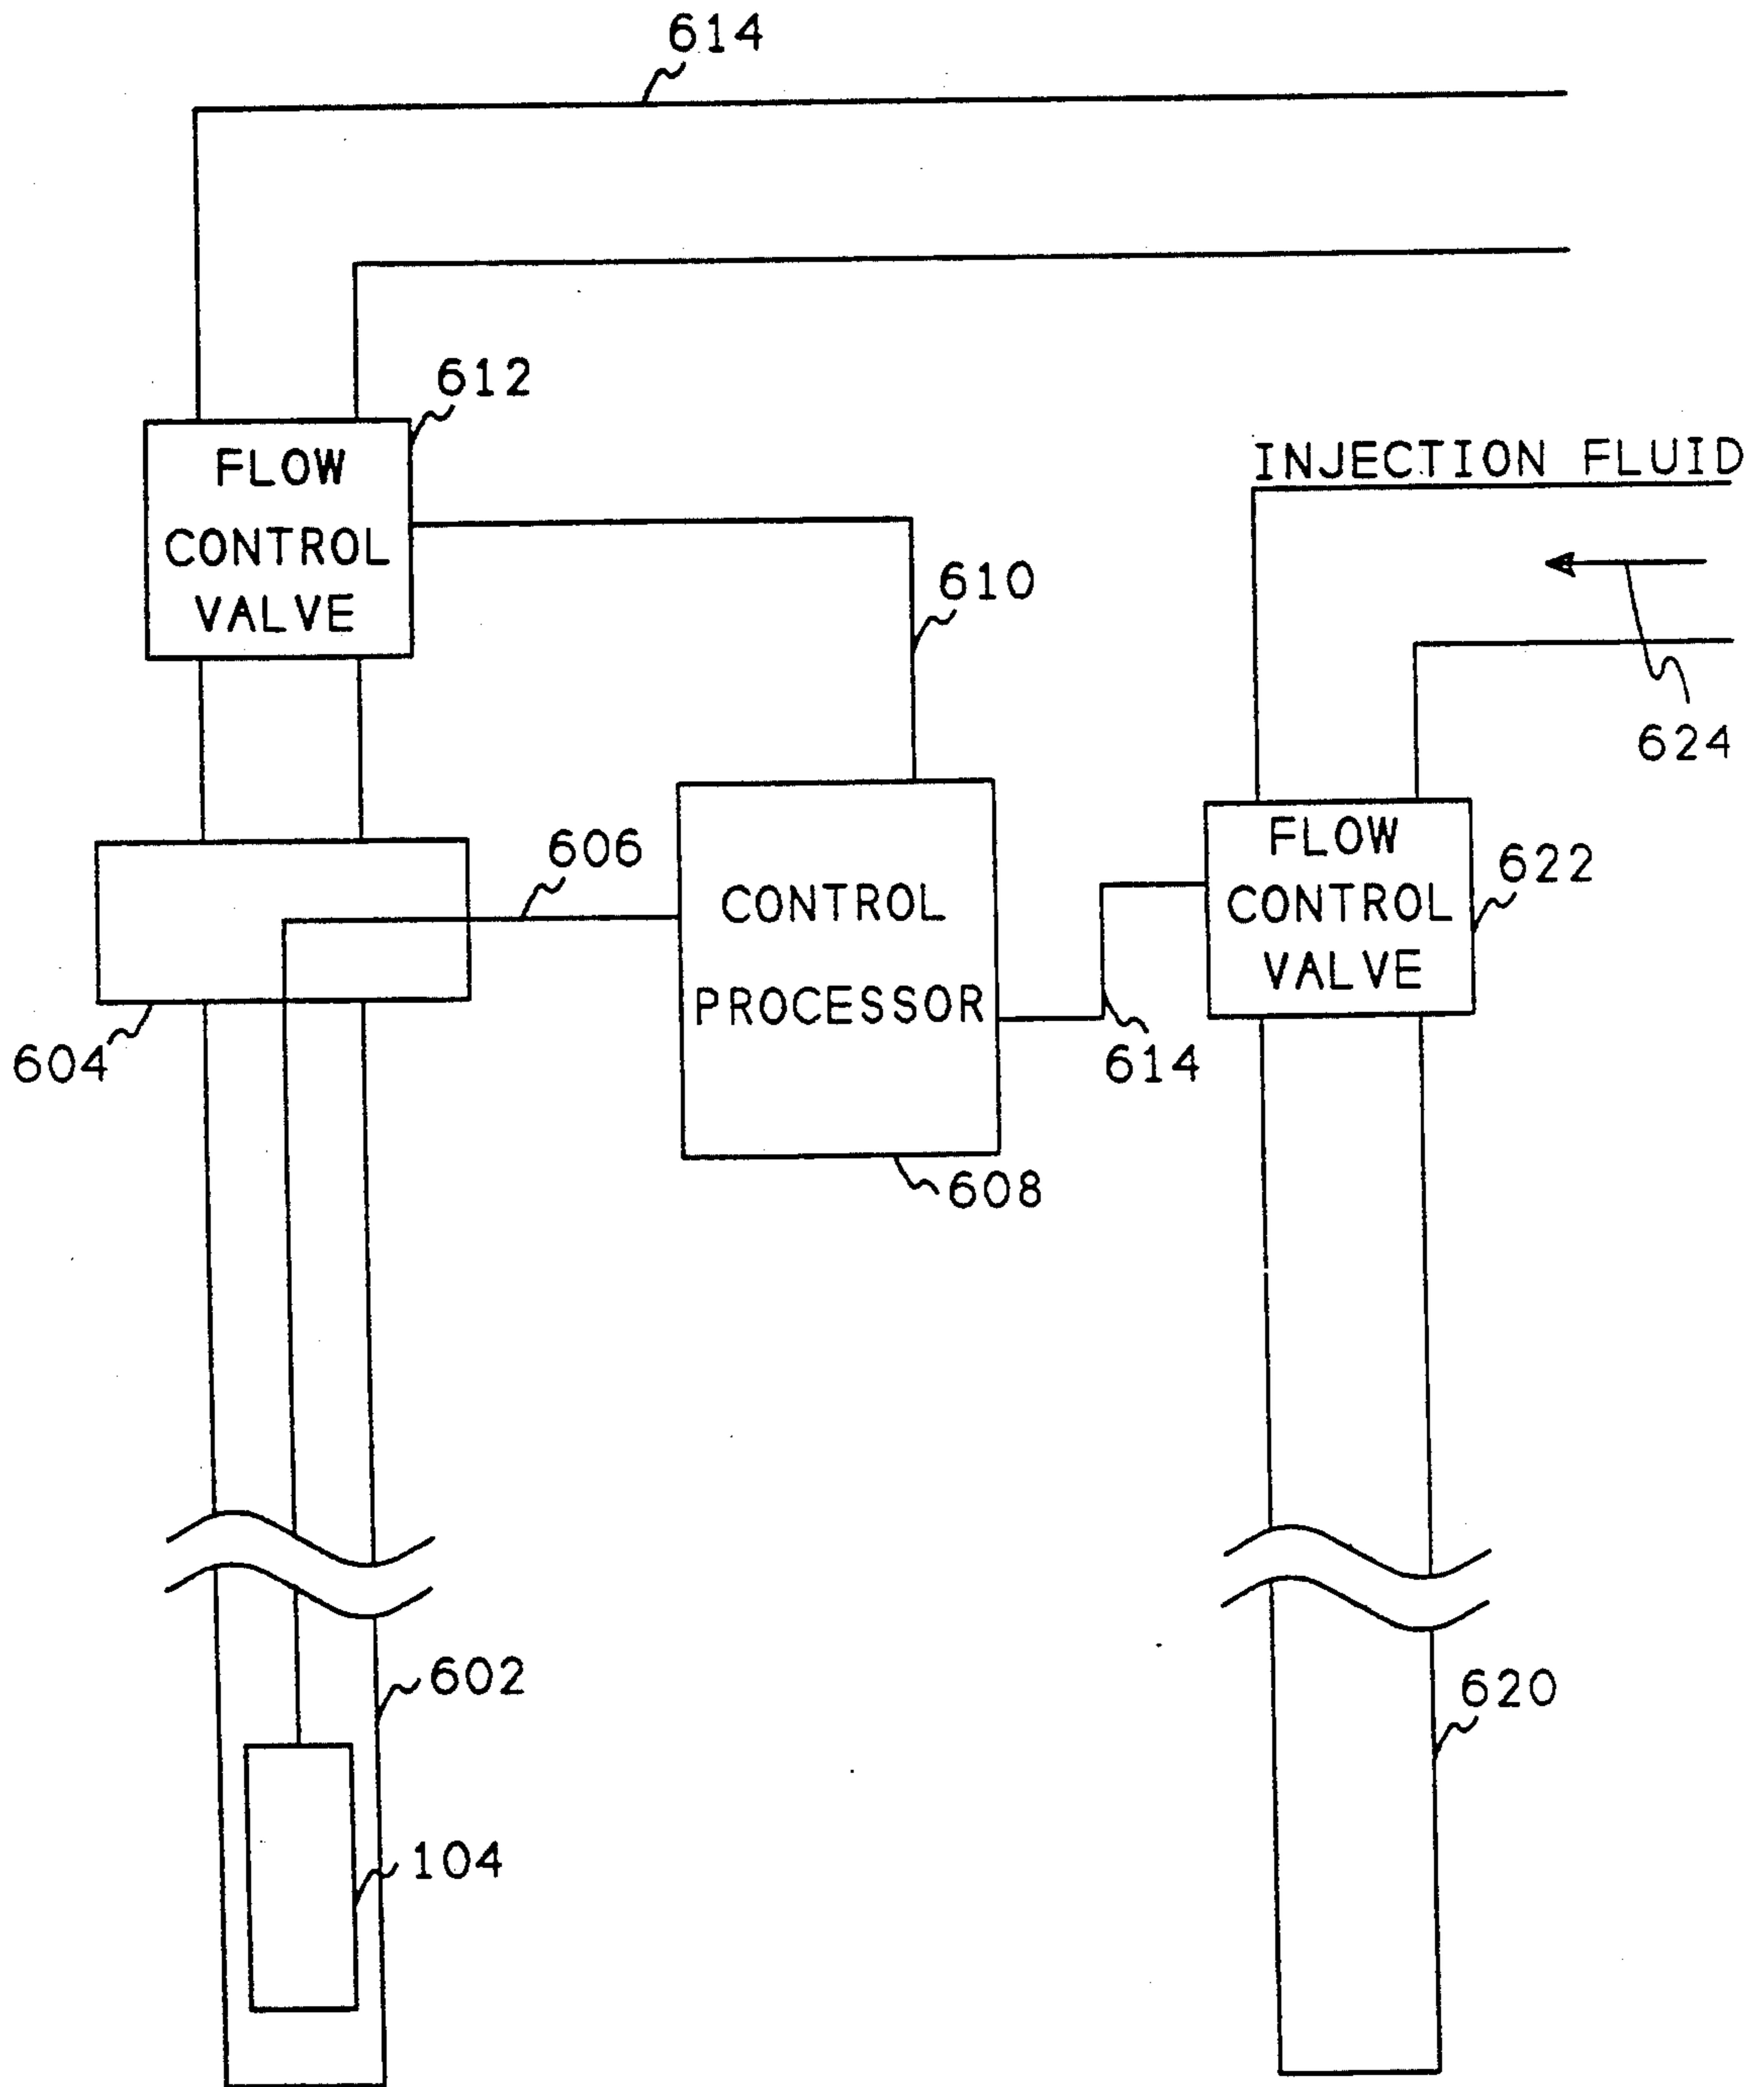 614
612
FLOW
CONTROL
VALVE
INJECTION FLUID
610
624
606
CONTROL
PROCESSOR
FLOW
CONTROL
VALVE
622
604
614
608
602
620
104